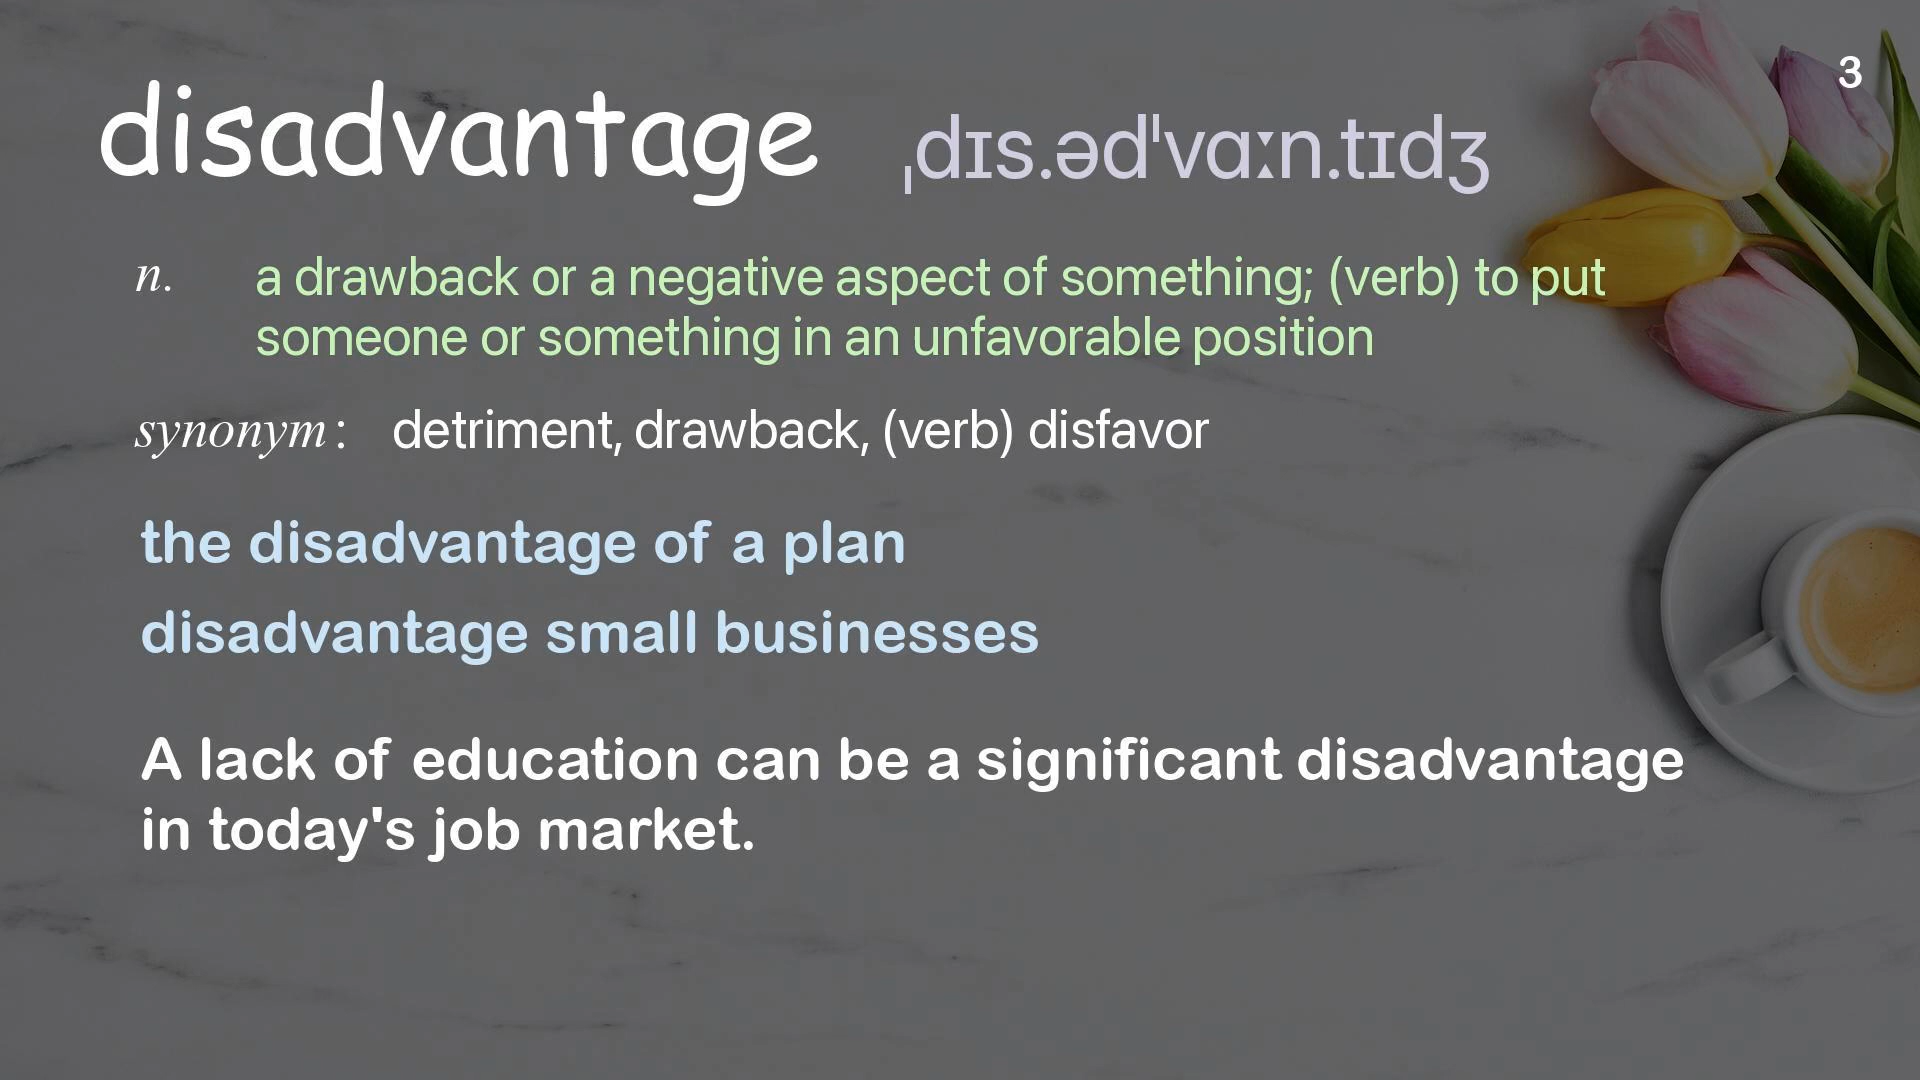 3
disadvantage ˌdɪs.ədˈvɑːn.tɪdʒ
n. a drawback or a negative aspect of something; (verb) to put
someone or something in an unfavorable position
synonym : detriment, drawback, (verb) disfavor
the disadvantage of a plan
disadvantage small businesses
A lack of education can be a significant disadvantage
in today's job market.